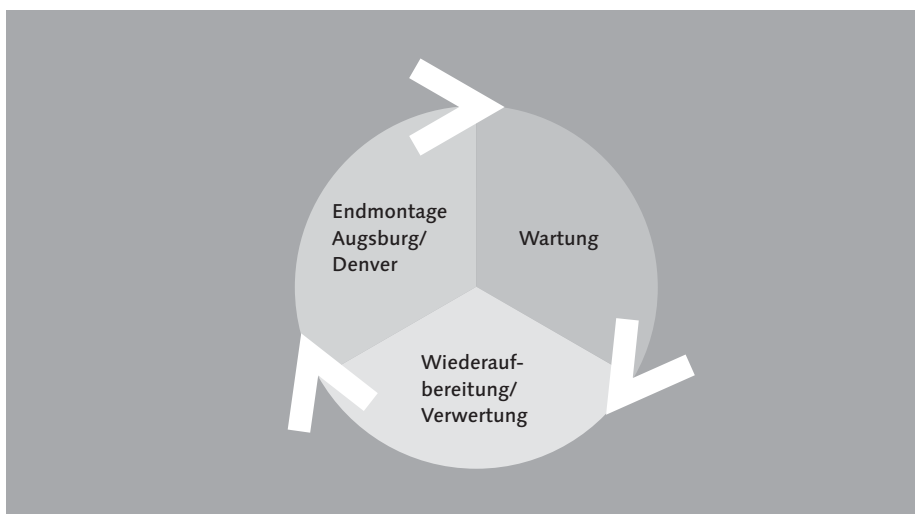 Endmontage
Augsburg/
Denver
Wartung
Wiederauf-
bereitung/
Verwertung